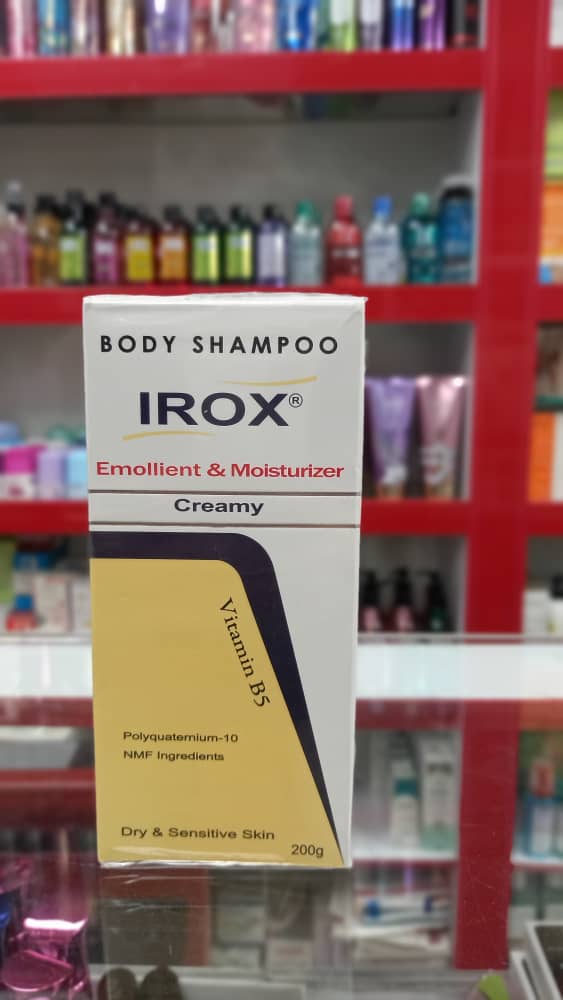 BODY SHAMPOO
IROX®
Emollient & Moisturizer
Creamy
Vitamin B5
Polyquaternium-10
NMF Ingredients
Dry & Sensitive Skin
200g